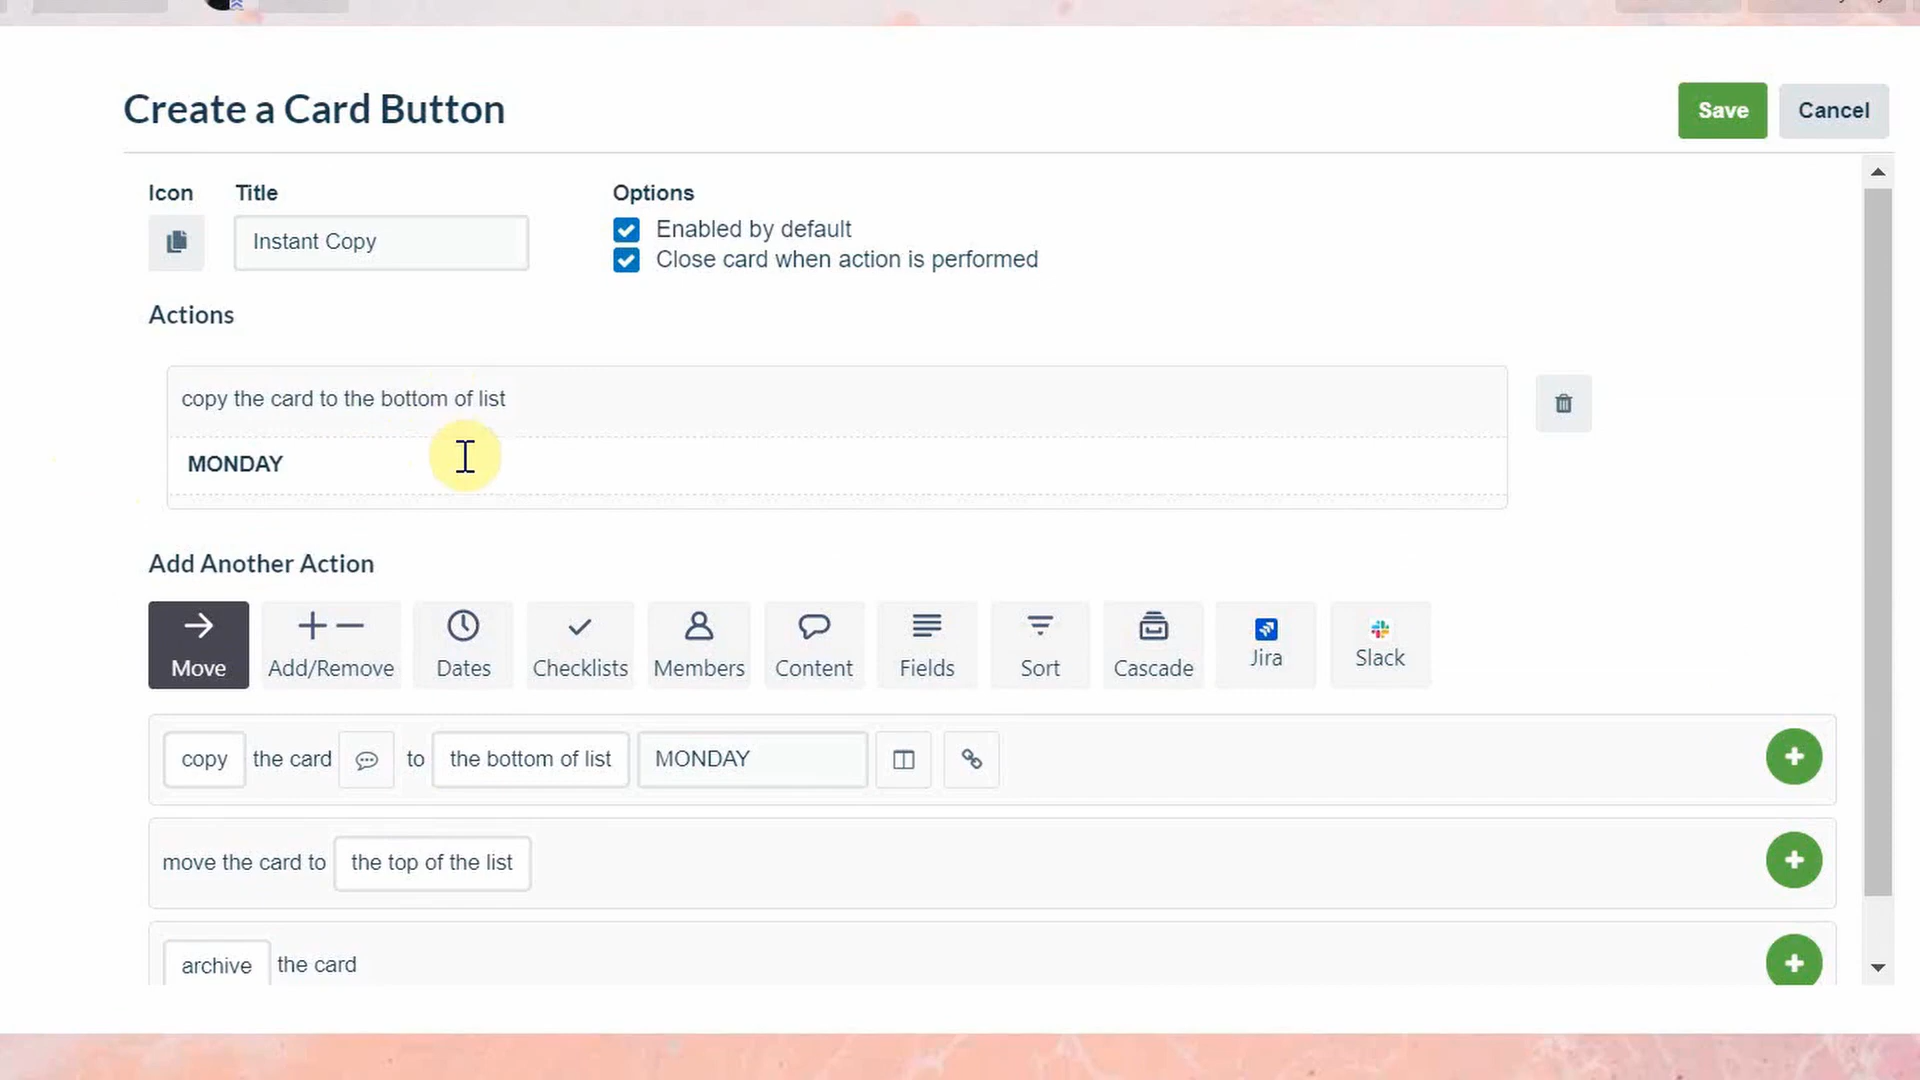 Create a Card Button
Save
Cancel
Icon
Title
Options
Instant Copy
Enabled by default
Close card when action is performed
Actions
copy the card to the bottom of list
MONDAY
Add Another Action
Move
Add/Remove
Dates
Checklists
Members
Content
Fields
Sort
Cascade
Jira
Slack
copy the card to the bottom of list MONDAY
move the card to the top of the list
archive the card